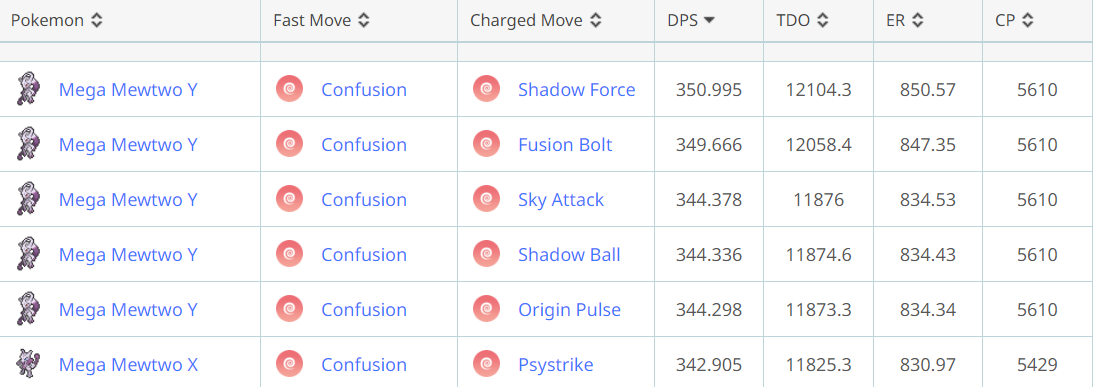 Pokemon Fast Move Charged Move DPS TDO ER CP
Mega Mewtwo Y Confusion Shadow Force 350.995 12104.3 850.57 5610
Mega Mewtwo Y Confusion Fusion Bolt 349.666 12058.4 847.35 5610
Mega Mewtwo Y Confusion Sky Attack 344.378 11876 834.53 5610
Mega Mewtwo Y Confusion Shadow Ball 344.336 11874.6 834.43 5610
Mega Mewtwo Y Confusion Origin Pulse 344.298 11873.3 834.34 5610
Mega Mewtwo X Confusion Psystrike 342.905 11825.3 830.97 5429